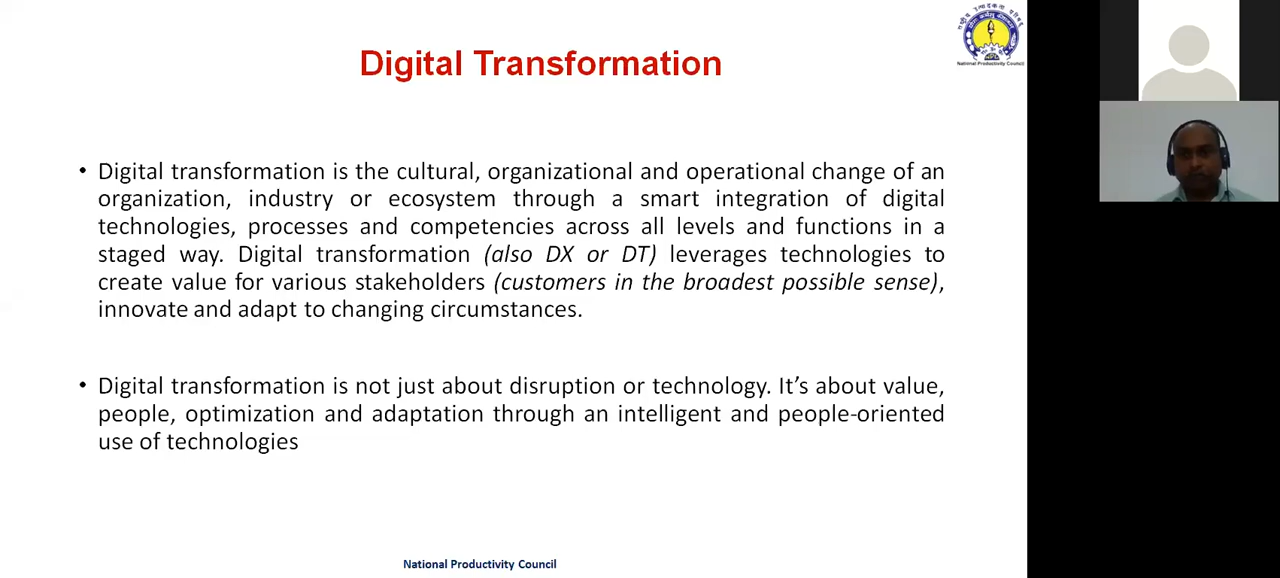 National Productivity Council
Digital Transformation
• Digital transformation is the cultural, organizational and operational change of an
organization, industry or ecosystem through a smart integration of digital
technologies, processes and competencies across all levels and functions in a
staged way. Digital transformation (also DX or DT) leverages technologies to
create value for various stakeholders (customers in the broadest possible sense),
innovate and adapt to changing circumstances.
• Digital transformation is not just about disruption or technology. It’s about value,
people, optimization and adaptation through an intelligent and people-oriented
use of technologies
National Productivity Council